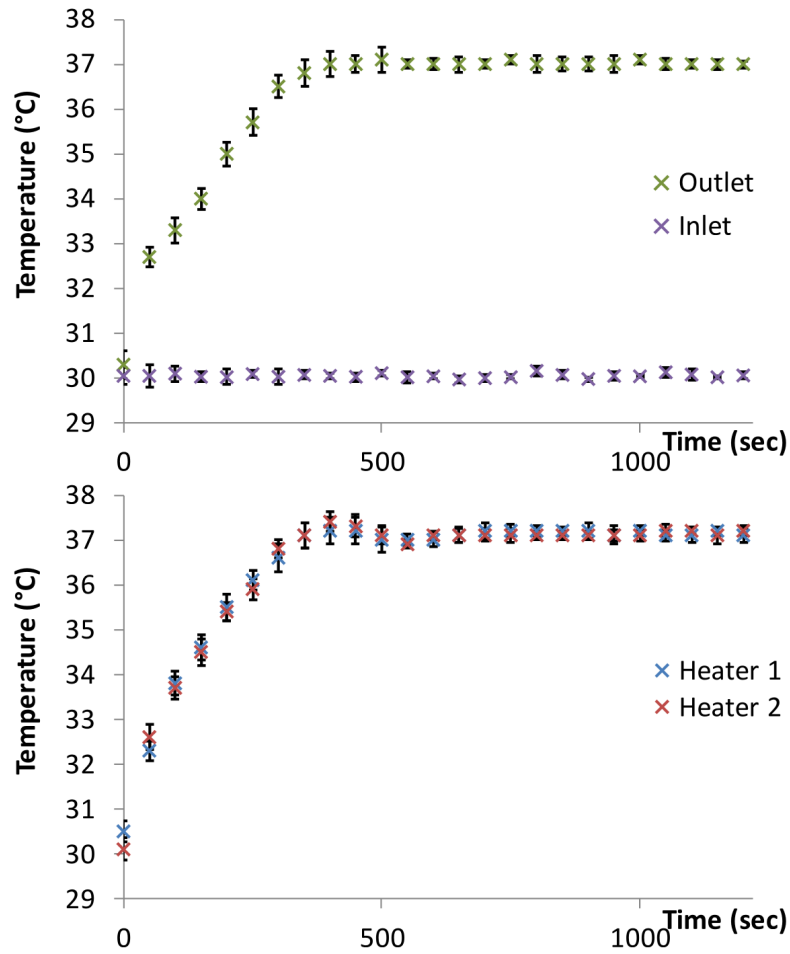 38
37
36
35
34
33
32
31
30
29
Temperature (°C)
Outlet
Inlet
0 500 1000
Time (sec)
38
37
36
35
34
33
32
31
30
29
Temperature (°C)
Heater 1
Heater 2
0 500 1000
Time (sec)